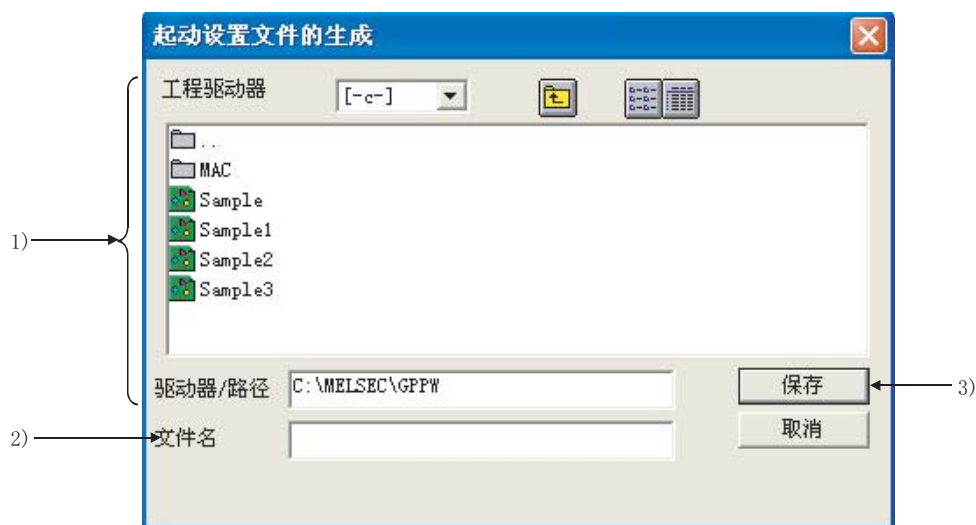 起动设置文件的生成
工程驱动器 [-c-]
..
MAC
Sample
Sample1
1)
Sample2
Sample3
驱动器/路径 C:\MELSEC\GPPW 保存 3)
2) 文件名 取消